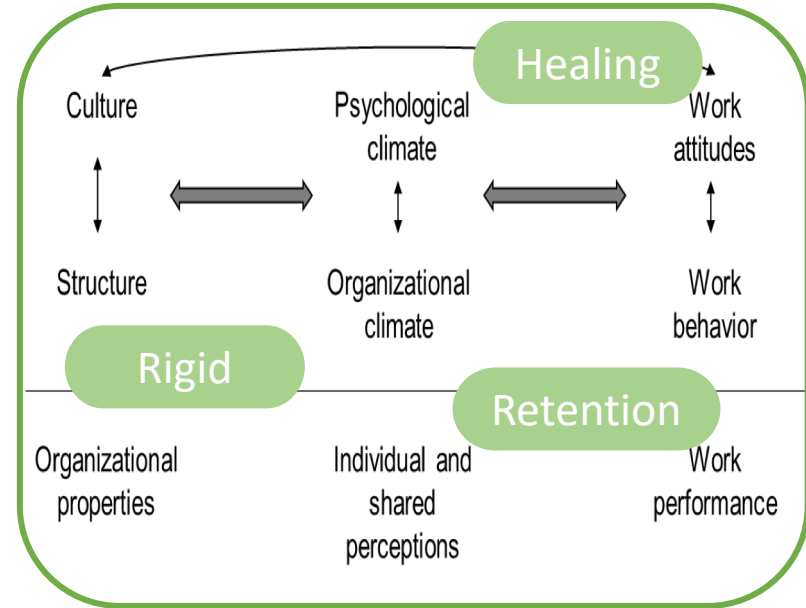 Healing
Culture
Psychological
climate
Work
attitudes
Structure
Organizational
climate
Work
behavior
Rigid
Retention
Organizational
properties
Individual and
shared
perceptions
Work
performance